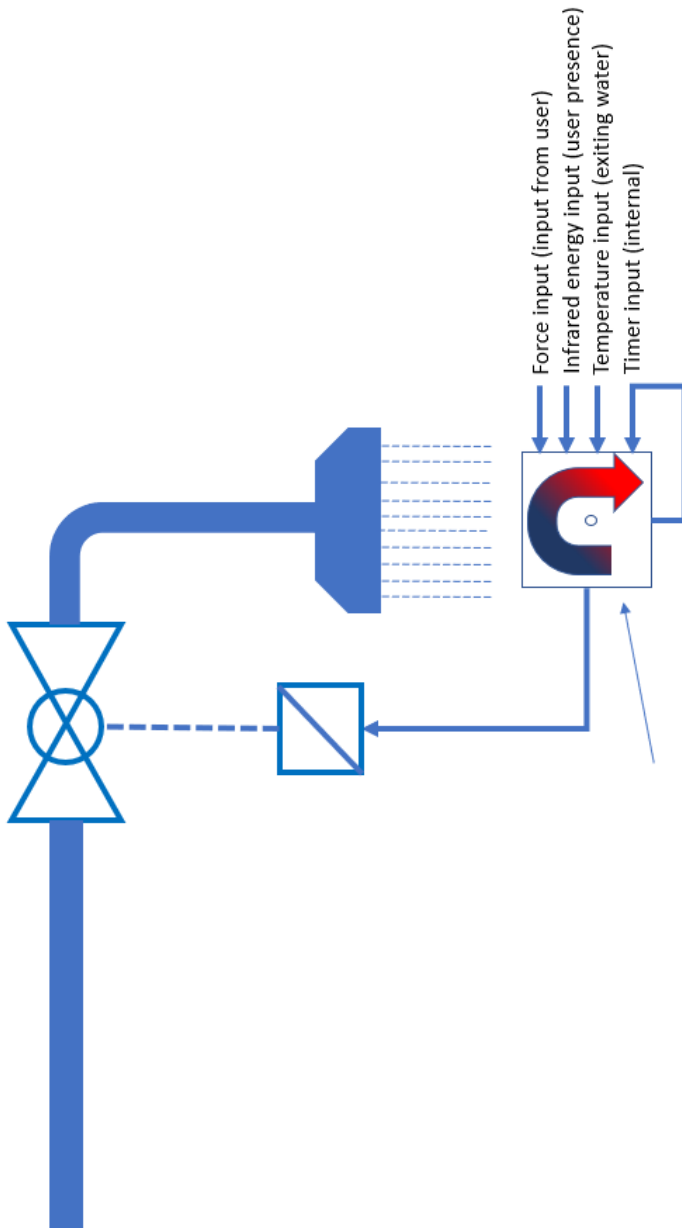 Force input (input from user)
Infrared energy input (user presence)
Temperature input (exiting water)
Timer input (internal)